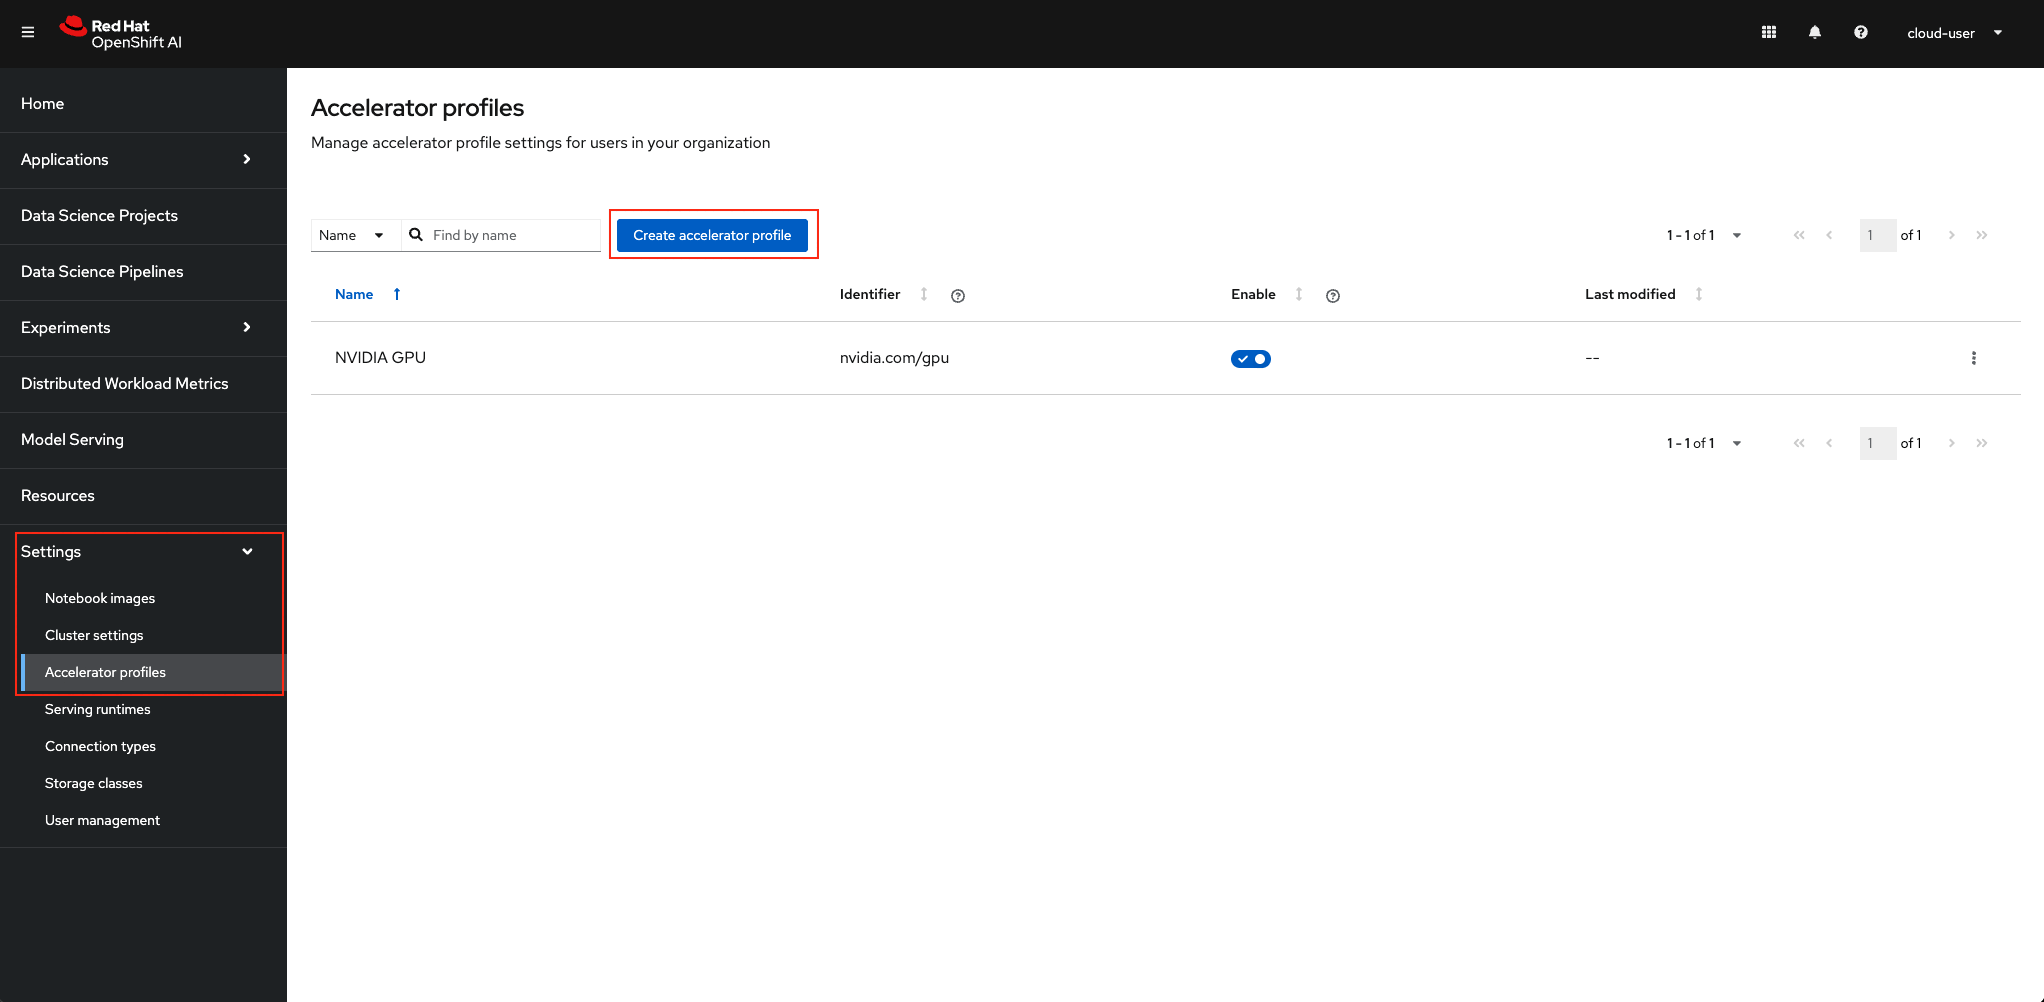 Red Hat
OpenShift AI
cloud-user
Home
Applications
Data Science Projects
Data Science Pipelines
Experiments
Distributed Workload Metrics
Model Serving
Resources
Settings
Notebook images
Cluster settings
Accelerator profiles
Serving runtimes
Connection types
Storage classes
User management
Accelerator profiles
Manage accelerator profile settings for users in your organization
Name Find by name Create accelerator profile 1 - 1 of 1 1 of 1
Name Identifier Enable Last modified
NVIDIA GPU nvidia.com/gpu --
1 - 1 of 1 1 of 1